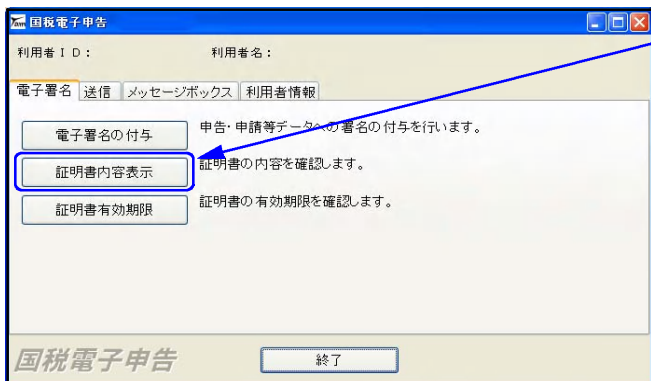 国税電子申告
利用者ID： 利用者名：
電子署名 送信 メッセージボックス 利用者情報
電子署名の付与 申告・申請等データへの署名の付与を行います。
証明書内容表示 証明書の内容を確認します。
証明書有効期限 証明書の有効期限を確認します。
国税電子申告 終了